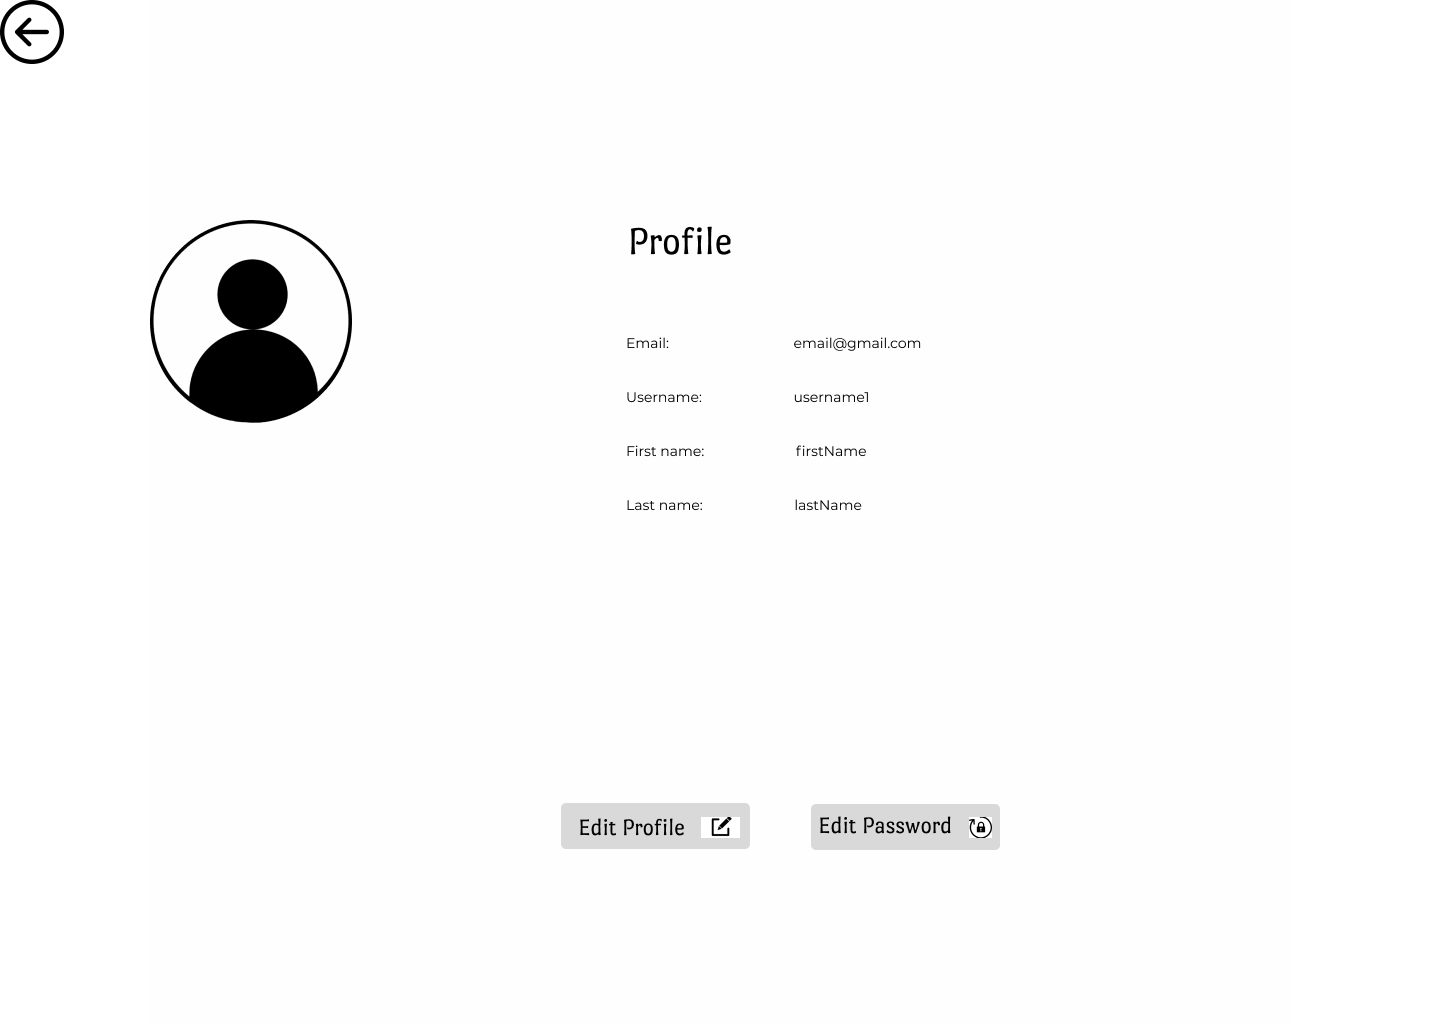 Profile
Email: email@gmail.com
Username: username1
First name: firstName
Last name: lastName
Edit Profile
Edit Password